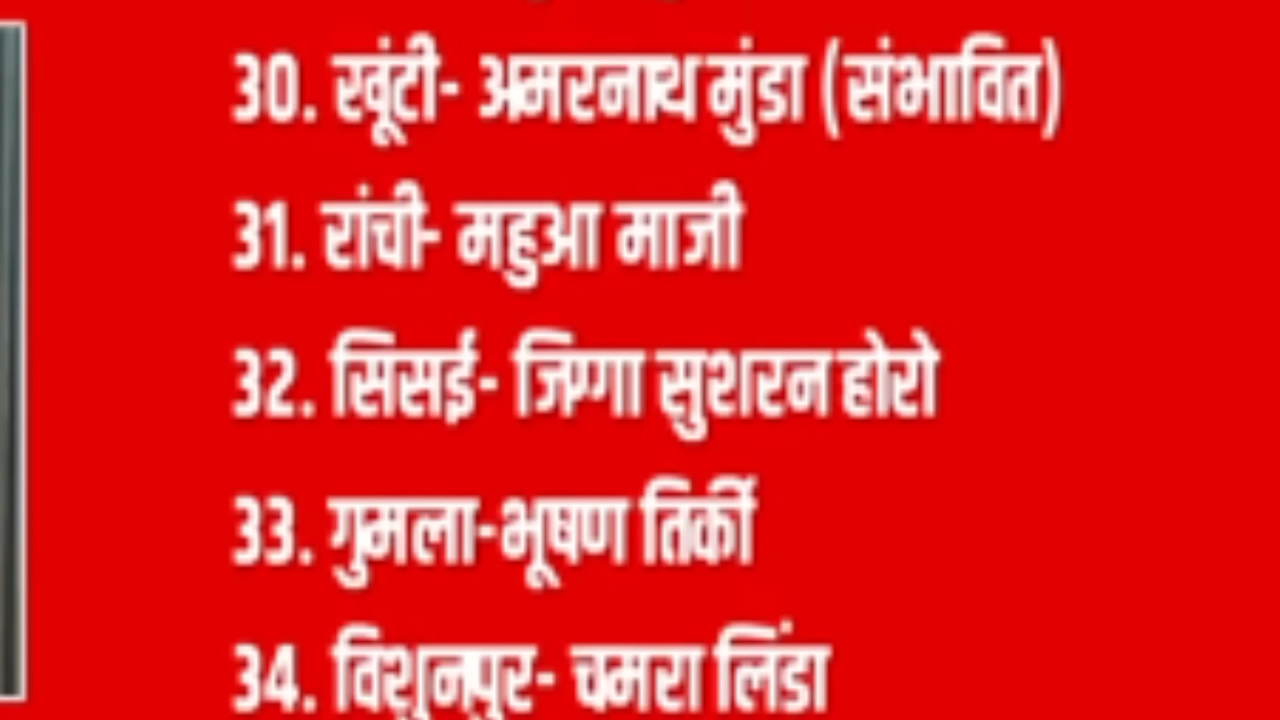 30. खूंटी- अमरनाथ मुंडा (संभावित)
31. रांची- महुआ माजी
32. सिसई- जिग्गा सुशरन होरो
33. गुमला-भूषण तिर्की
34. विशुनपुर- चमरा लिंडा